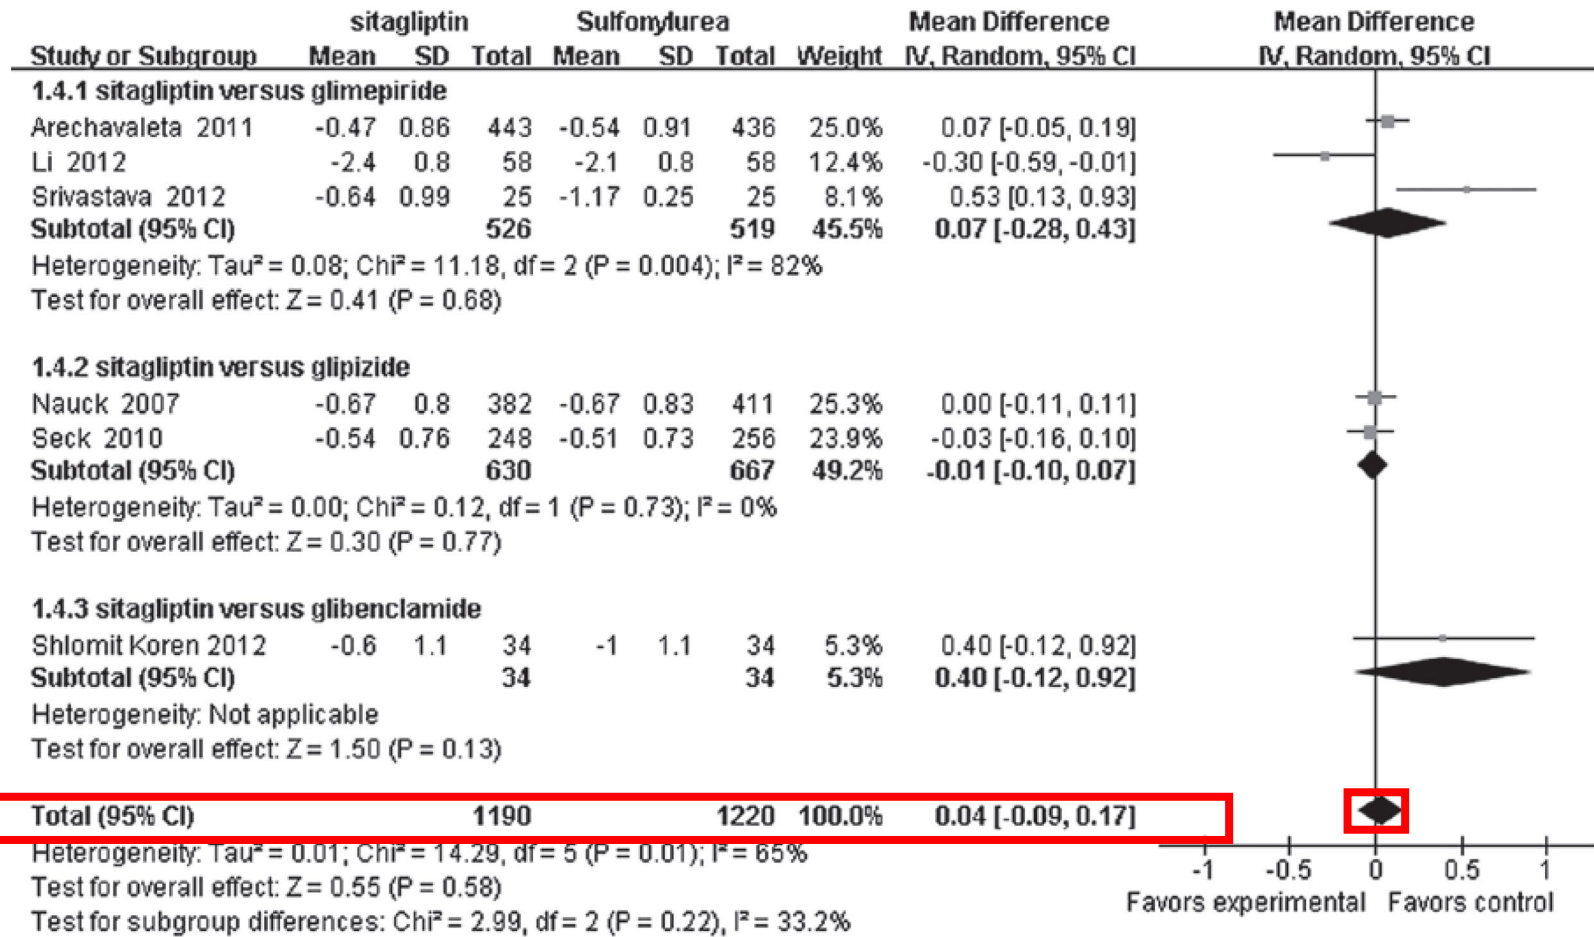 sitagliptin Sulfonylurea Mean Difference Mean Difference
Study or Subgroup Mean SD Total Mean SD Total Weight IV, Random, 95% CI IV, Random, 95% CI
1.4.1 sitagliptin versus glimepiride
Arechavaleta 2011 -0.47 0.86 443 -0.54 0.91 436 25.0% 0.07 [-0.05, 0.19]
Li 2012 -2.4 0.8 58 -2.1 0.8 58 12.4% -0.30 [-0.59, -0.01]
Srivastava 2012 -0.64 0.99 25 -1.17 0.25 25 8.1% 0.53 [0.13, 0.93]
Subtotal (95% CI) 526 519 45.5% 0.07 [-0.28, 0.43]
Heterogeneity: Tau² = 0.08; Chi² = 11.18, df = 2 (P = 0.004); I² = 82%
Test for overall effect: Z = 0.41 (P = 0.68)
1.4.2 sitagliptin versus glipizide
Nauck 2007 -0.67 0.8 382 -0.67 0.83 411 25.3% 0.00 [-0.11, 0.11]
Seck 2010 -0.54 0.76 248 -0.51 0.73 256 23.9% -0.03 [-0.16, 0.10]
Subtotal (95% CI) 630 667 49.2% -0.01 [-0.10, 0.07]
Heterogeneity: Tau² = 0.00; Chi² = 0.12, df = 1 (P = 0.73); I² = 0%
Test for overall effect: Z = 0.30 (P = 0.77)
1.4.3 sitagliptin versus glibenclamide
Shlomit Koren 2012 -0.6 1.1 34 -1 1.1 34 5.3% 0.40 [-0.12, 0.92]
Subtotal (95% CI) 34 34 5.3% 0.40 [-0.12, 0.92]
Heterogeneity: Not applicable
Test for overall effect: Z = 1.50 (P = 0.13)
Total (95% CI) 1190 1220 100.0% 0.04 [-0.09, 0.17]
Heterogeneity: Tau² = 0.01; Chi² = 14.29, df = 5 (P = 0.01); I² = 65%
-1 -0.5 0 0.5 1
Test for overall effect: Z = 0.55 (P = 0.58)
Favors experimental Favors control
Test for subgroup differences: Chi² = 2.99, df = 2 (P = 0.22), I² = 33.2%